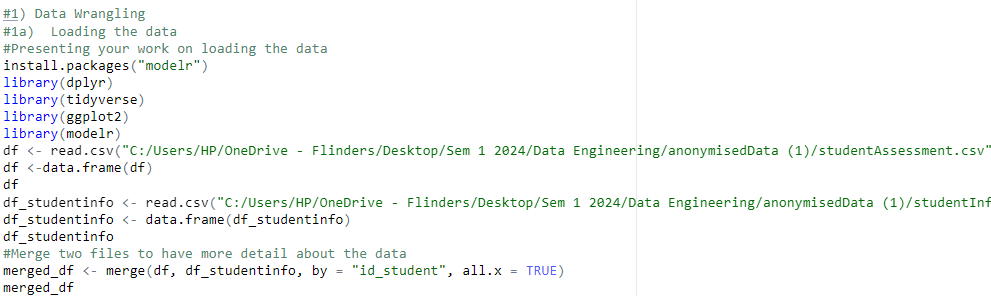 #1) Data Wrangling
#1a)  Loading the data
#Presenting your work on loading the data
install.packages("modelr")
library(dplyr)
library(tidyverse)
library(ggplot2)
library(modelr)
df <- read.csv("C:/Users/HP/OneDrive - Flinders/Desktop/Sem 1 2024/Data Engineering/anonymisedData (1)/studentAssessment.csv"
df <-data.frame(df)
df
df_studentinfo <- read.csv("C:/Users/HP/OneDrive - Flinders/Desktop/Sem 1 2024/Data Engineering/anonymisedData (1)/studentInf
df_studentinfo <- data.frame(df_studentinfo)
df_studentinfo
#Merge two files to have more detail about the data
merged_df <- merge(df, df_studentinfo, by = "id_student", all.x = TRUE)
merged_df